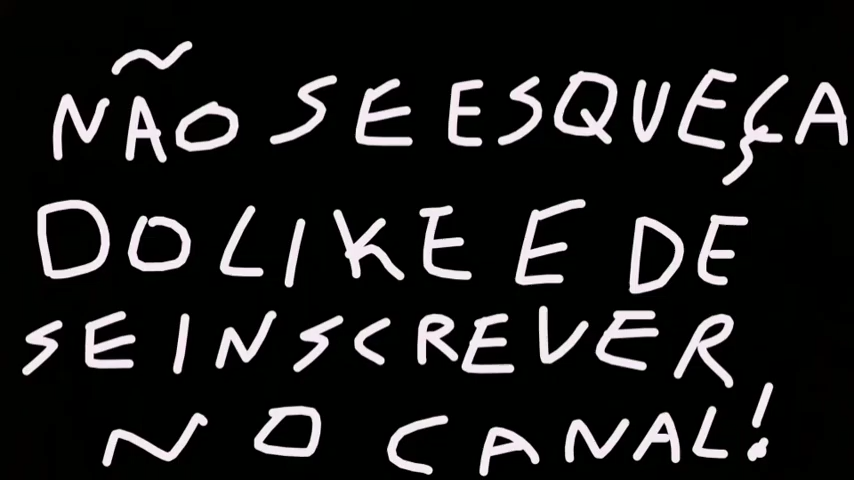 NÃO SE ESQUEÇA
DO LIKE E DE
SE INSCREVER
NO CANAL!